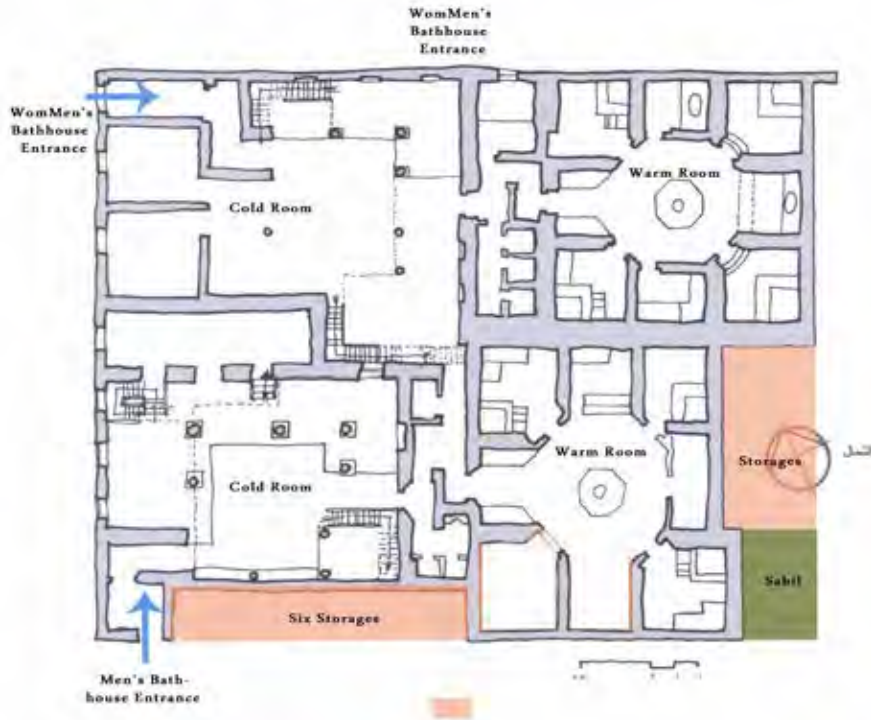 WomMen's
Bathhouse
Entrance
WomMen's
Bathhouse
Entrance
Warm Room
Cold Room
Warm Room
Storages
Cold Room
Sabil
Six Storages
Men's Bath-
house Entrance